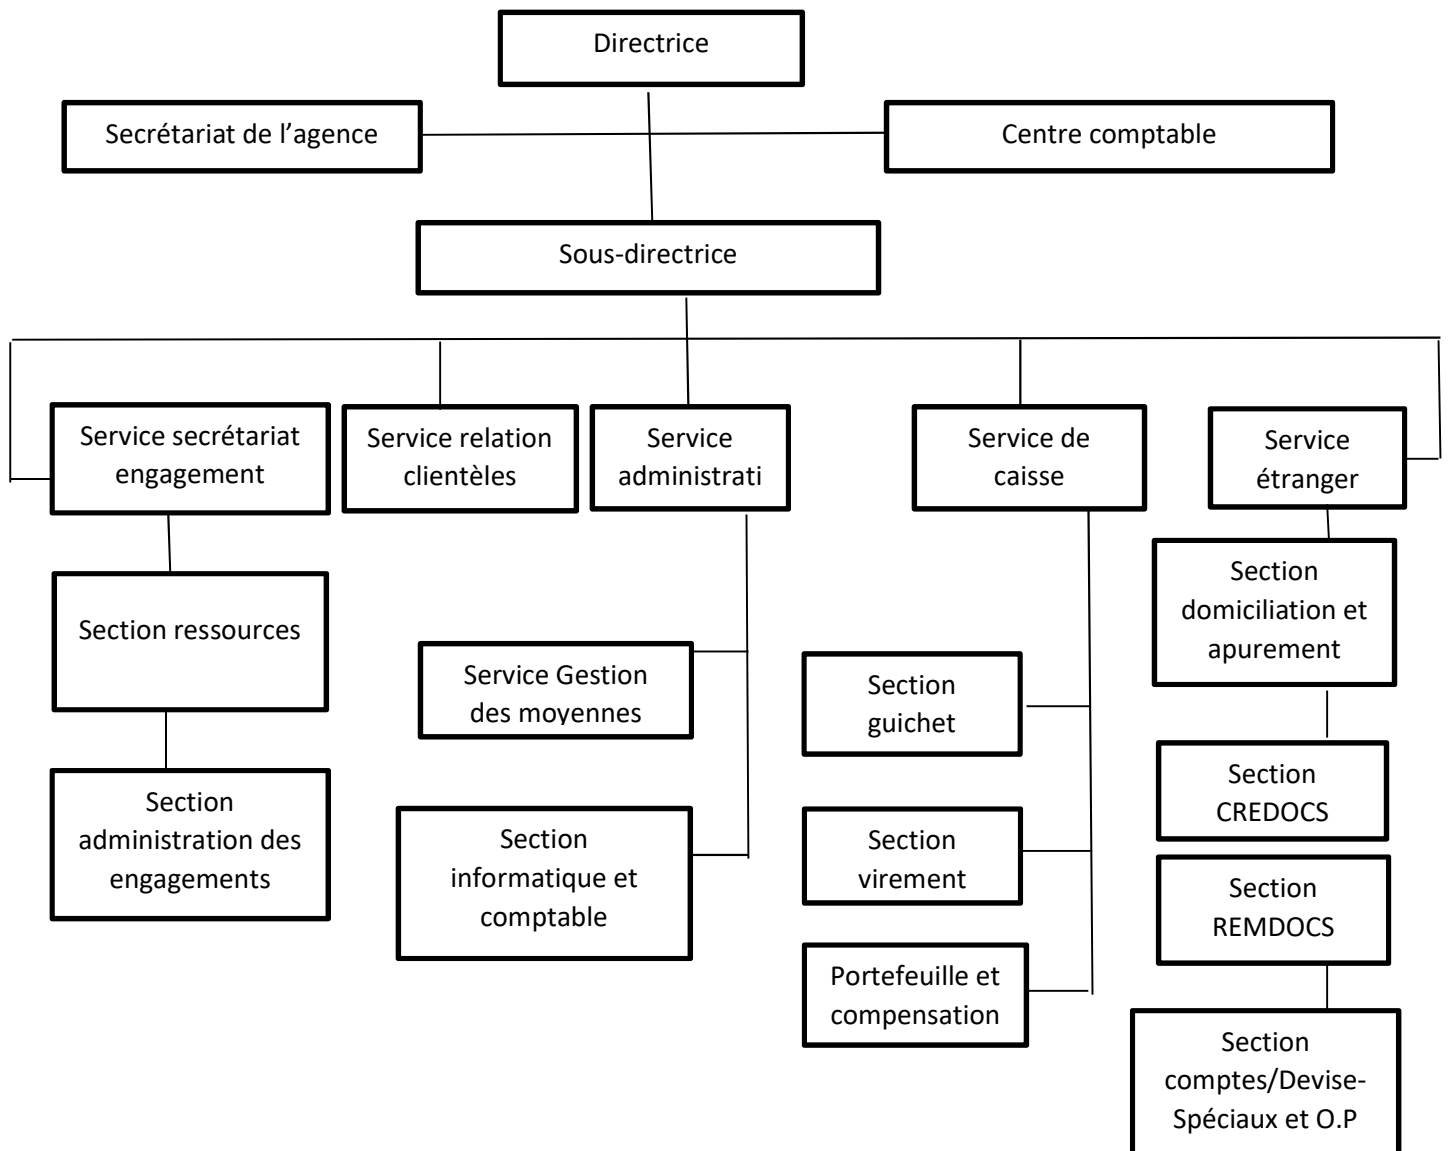 Directrice
Secrétariat de l’agence
Centre comptable
Sous-directrice
Service secrétariat
engagement
Service relation
clientèles
Service
administrati
Service de
caisse
Service
étranger
Section ressources
Section
administration des
engagements
Service Gestion
des moyennes
Section
informatique et
comptable
Section
guichet
Section
virement
Portefeuille et
compensation
Section
domiciliation et
apurement
Section
CREDOCS
Section
REMDOCS
Section
comptes/Devise-
Spéciaux et O.P